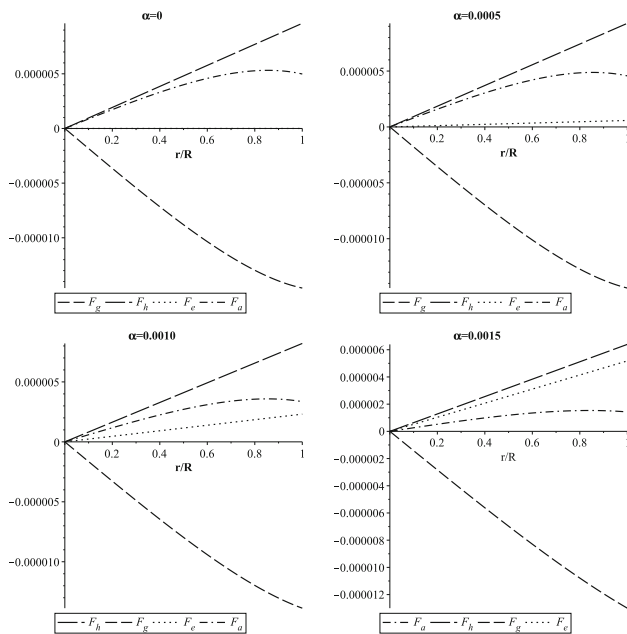 α=0
0.000005
0
−0.000005
−0.000010
0.2 0.4 0.6 0.8 1
r/R
F_g F_h F_e F_a
α=0.0005
0.000005
0
−0.000005
−0.000010
0.2 0.4 0.6 0.8 1
r/R
F_g F_h F_e F_a
α=0.0010
0.000005
0
−0.000005
−0.000010
0.2 0.4 0.6 0.8 1
r/R
F_h F_g F_e F_a
α=0.0015
0.000006
0.000004
0.000002
0
−0.000002
−0.000004
−0.000006
−0.000008
−0.000010
−0.000012
0.2 0.4 0.6 0.8 1
r/R
F_a F_h F_g F_e